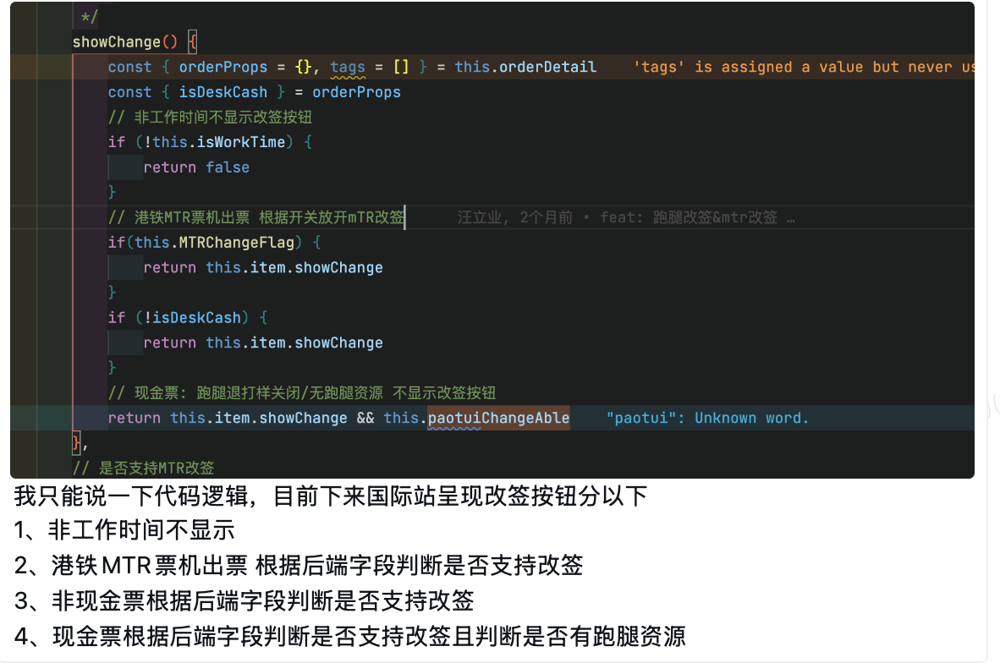 */
showChange() {
const { orderProps = {}, tags = [] } = this.orderDetail 'tags' is assigned a value but never us
const { isDeskCash } = orderProps
// 非工作时间不显示改签按钮
if (!this.isWorkTime) {
return false
}
// 港铁MTR票机出票 根据开关放开mTR改签 汪立业, 2个月前 • feat: 跑腿改签&mtr改签 …
if(this.MTRChangeFlag) {
return this.item.showChange
}
if (!isDeskCash) {
return this.item.showChange
}
// 现金票: 跑腿退打样关闭/无跑腿资源 不显示改签按钮
return this.item.showChange && this.paotuiChangeAble "paotui": Unknown word.
},
// 是否支持MTR改签
我只能说一下代码逻辑，目前下来国际站呈现改签按钮分以下
1、非工作时间不显示
2、港铁MTR票机出票 根据后端字段判断是否支持改签
3、非现金票根据后端字段判断是否支持改签
4、现金票根据后端字段判断是否支持改签且判断是否有跑腿资源